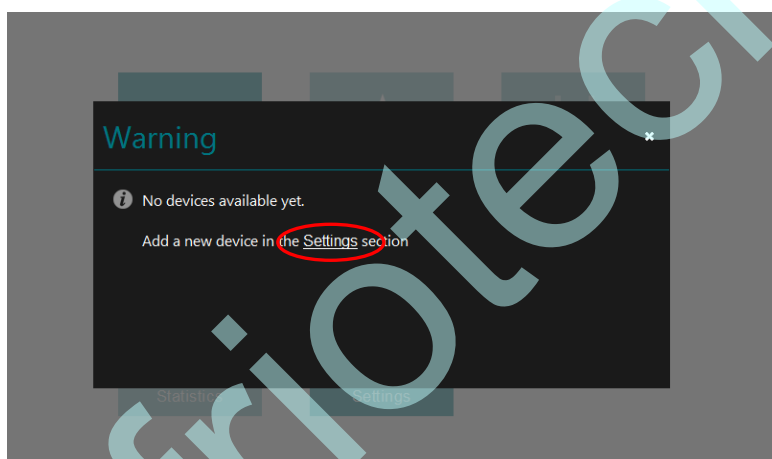 Warning
No devices available yet.
Add a new device in the Settings section
Statistics
Settings
friotec